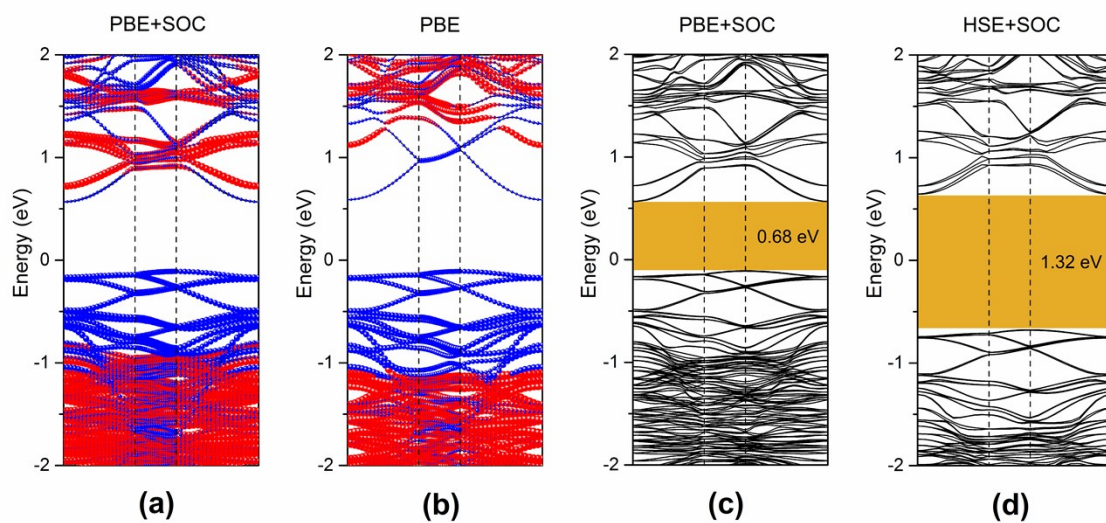 PBE+SOC
PBE
PBE+SOC
HSE+SOC
2
1
0
-1
-2
Energy (eV)
2
1
0
-1
-2
Energy (eV)
2
1
0
-1
-2
Energy (eV)
0.68 eV
2
1
0
-1
-2
Energy (eV)
1.32 eV
(a)
(b)
(c)
(d)